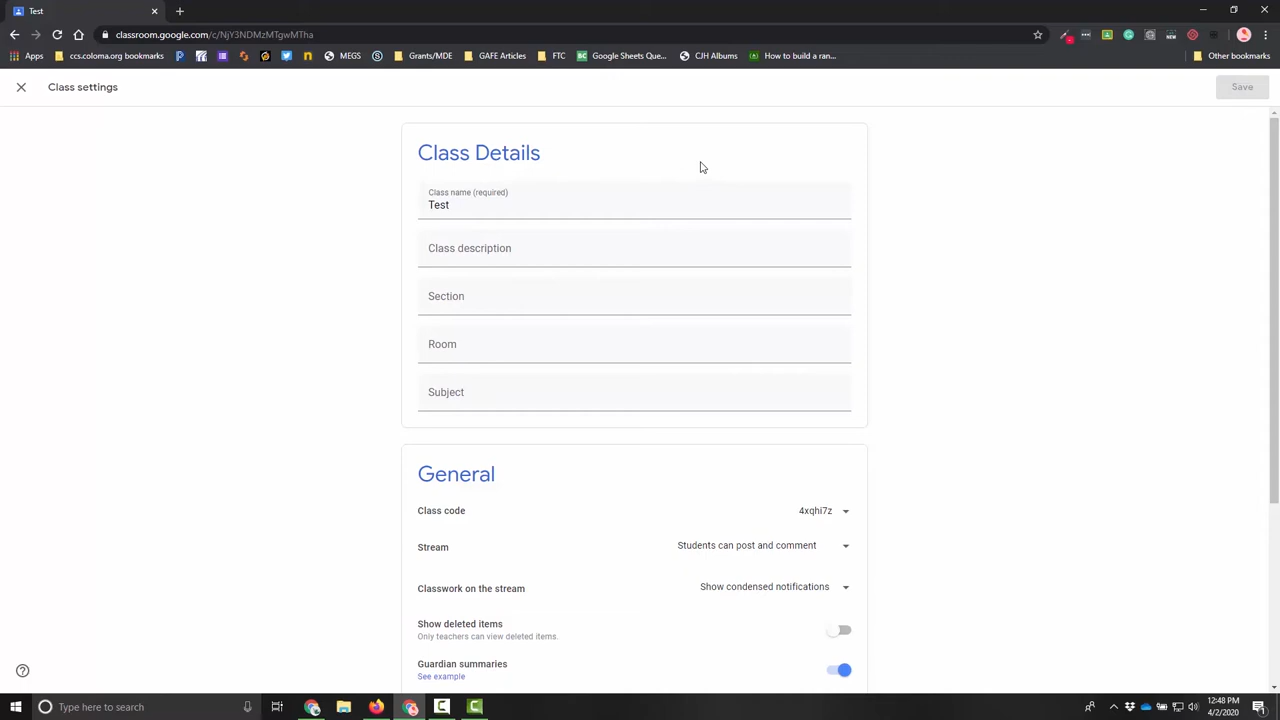 Test
classroom.google.com/c/NjY3NDMzMTgwMTha
Apps
ccs.coloma.org bookmarks
MEGS
Grants/MDE
GAFE Articles
FTC
Google Sheets Que...
CJH Albums
How to build a ran...
Other bookmarks
Class settings
Save
Class Details
Class name (required)
Test
Class description
Section
Room
Subject
General
Class code
4xqhi7z
Stream
Students can post and comment
Classwork on the stream
Show condensed notifications
Show deleted items
Only teachers can view deleted items.
Guardian summaries
See example
Type here to search
12:48 PM
4/2/2020